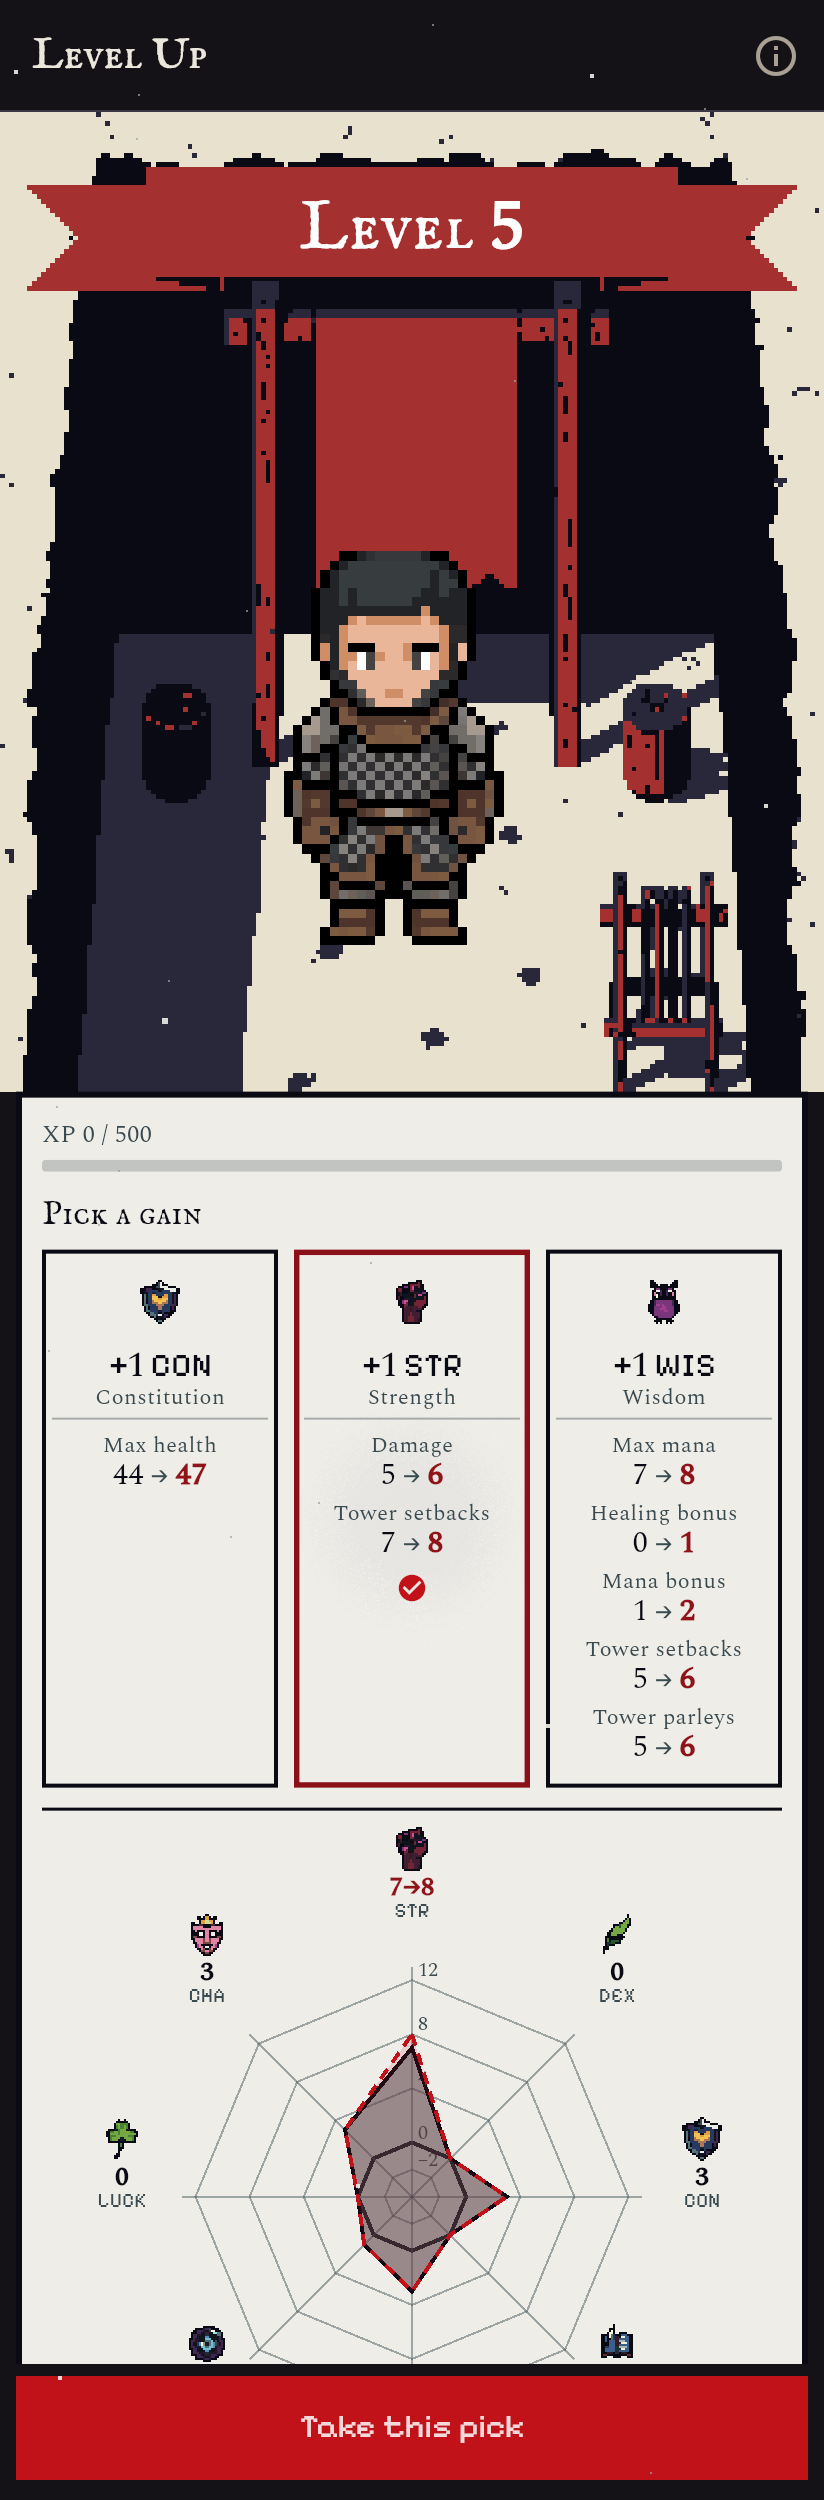 Level Up
Level 5
XP 0 / 500
Pick a gain
+1 CON
Constitution
Max health
44 → 47
+1 STR
Strength
Damage
5 → 6
Tower setbacks
7 → 8
+1 WIS
Wisdom
Max mana
7 → 8
Healing bonus
0 → 1
Mana bonus
1 → 2
Tower setbacks
5 → 6
Tower parleys
5 → 6
7→8
STR
3
CHA
0
DEX
12
8
0
-2
0
LUCK
3
CON
Take this pick